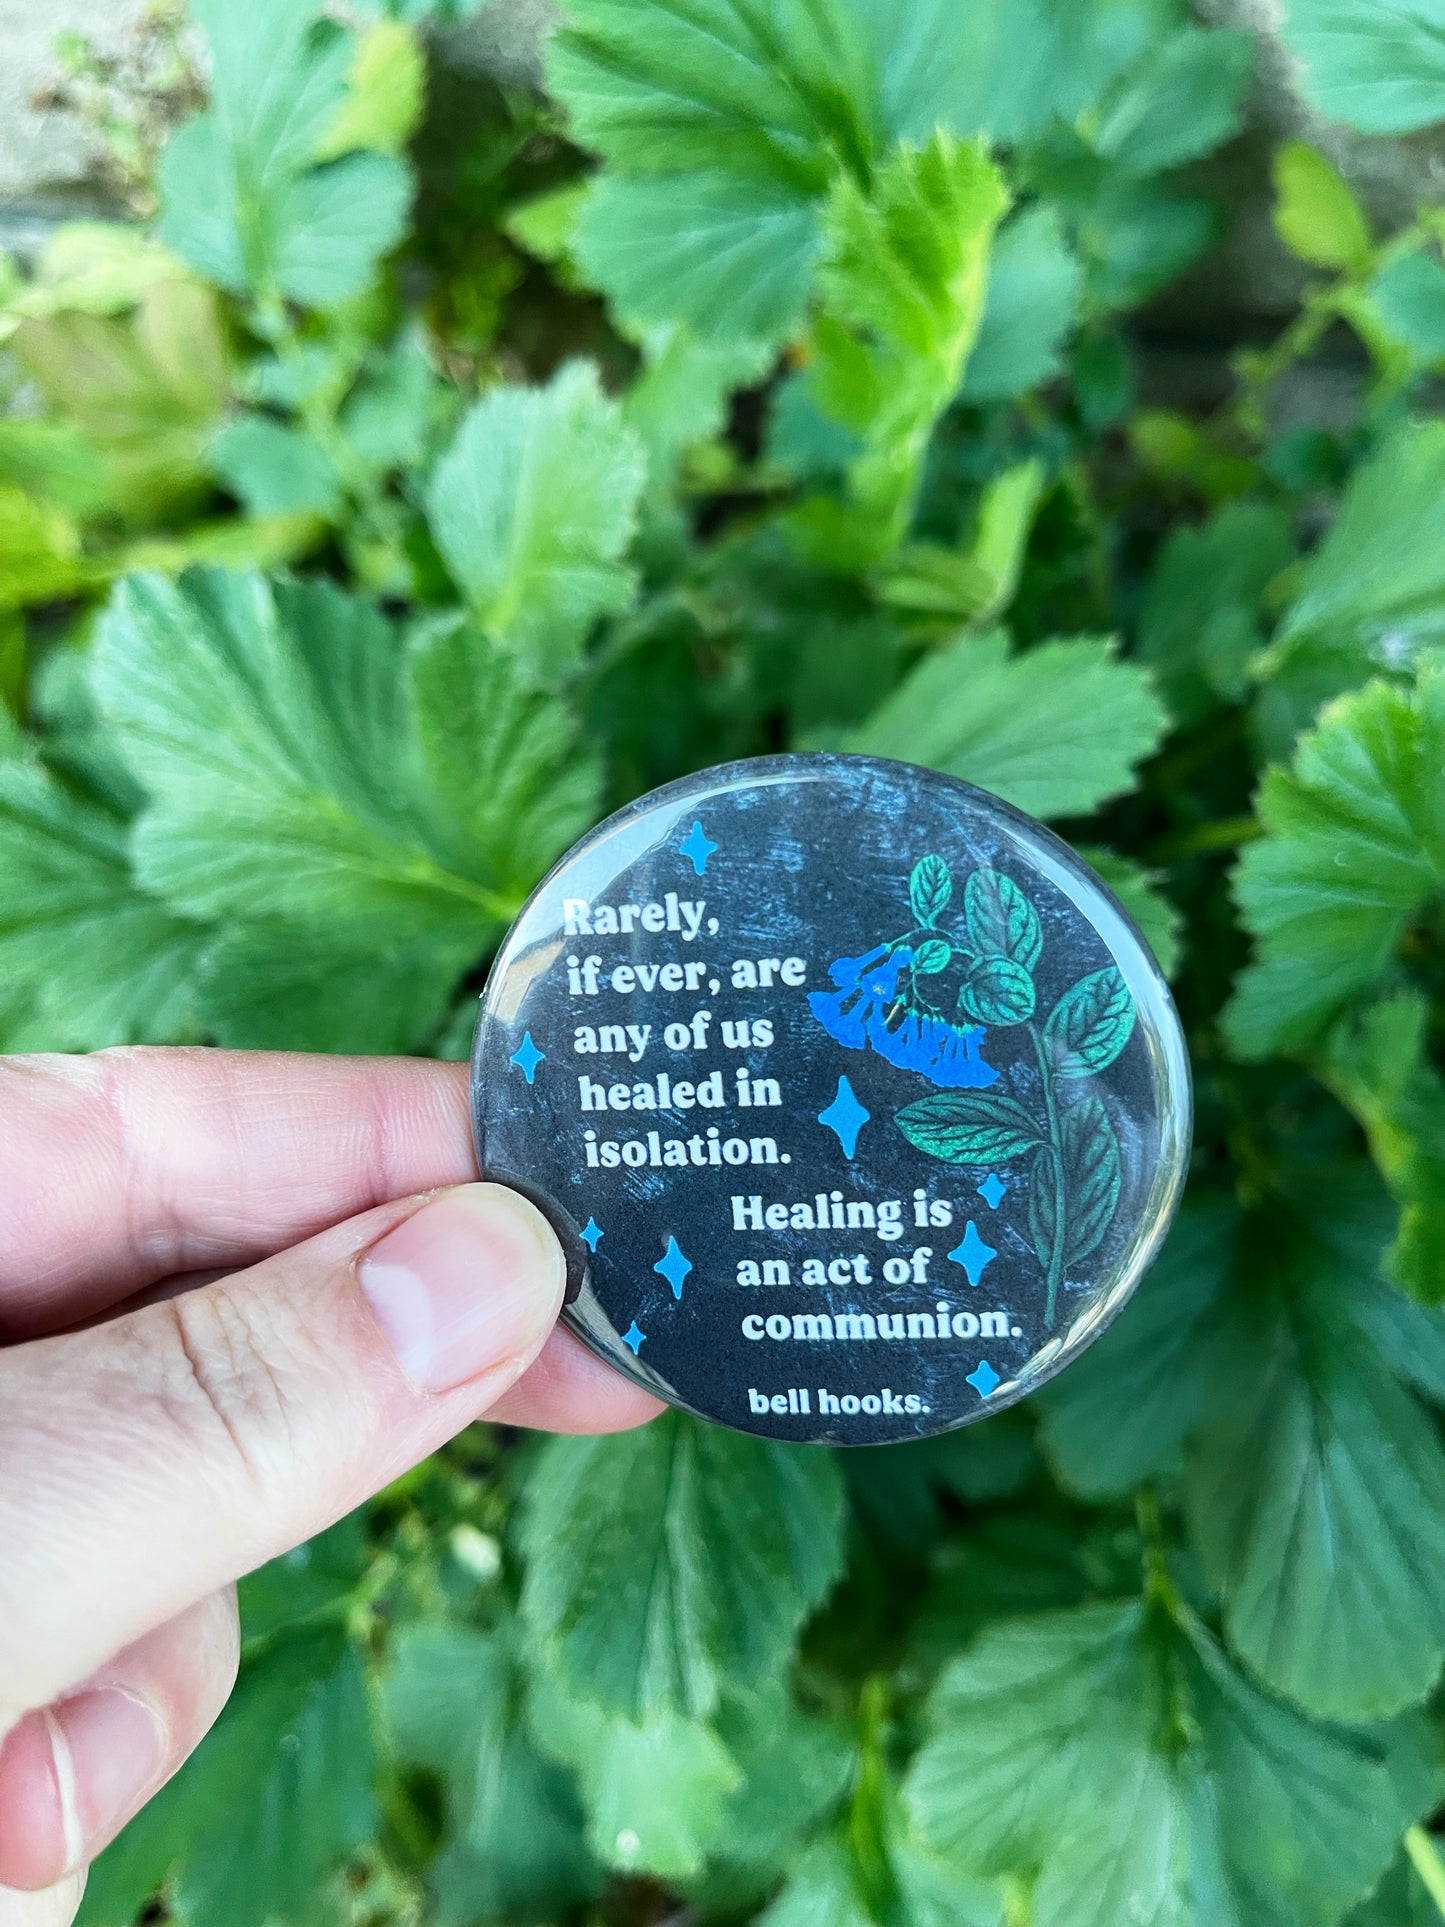 Rarely,
if ever, are
any of us
healed in
isolation.
Healing is
an act of
communion.
bell hooks.